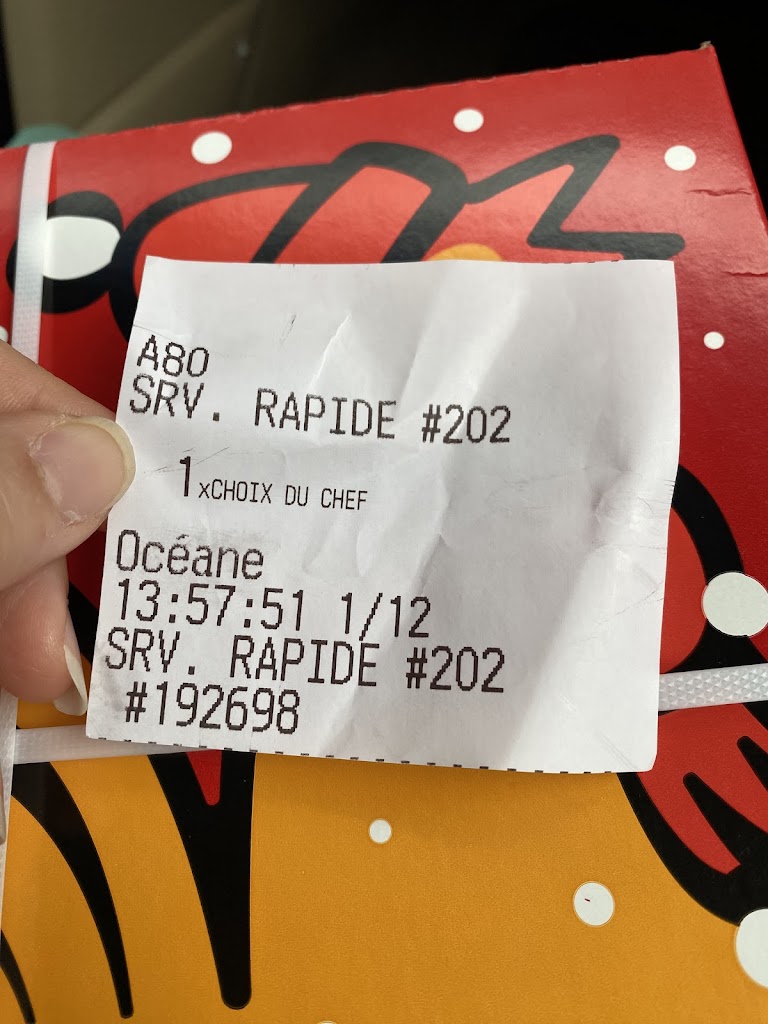 A80
SRV. RAPIDE #202
1xCHOIX DU CHEF
Océane
13:57:51 1/12
SRV. RAPIDE #202
#192698